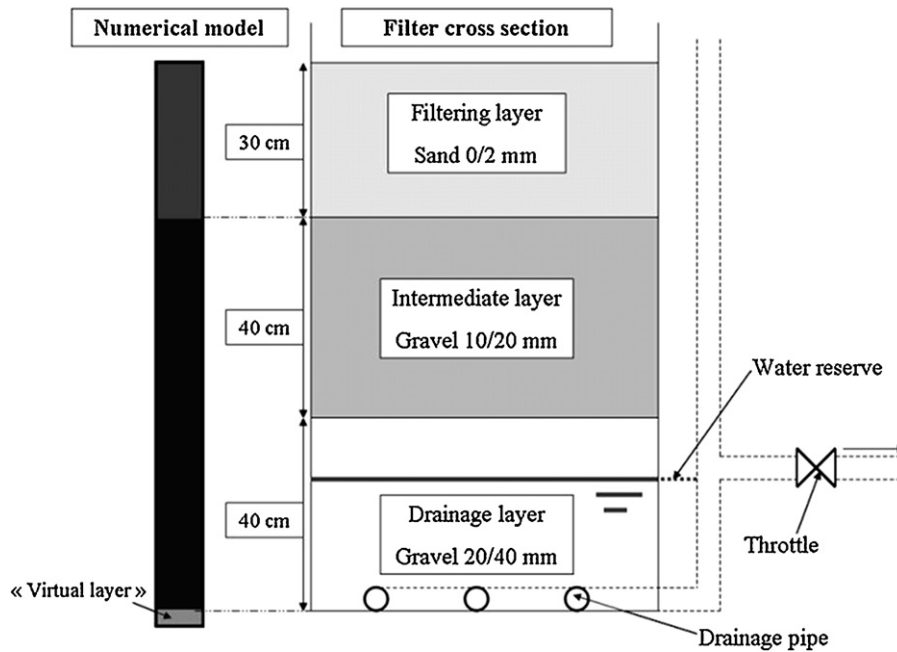 Numerical model
Filter cross section
Filtering layer
Sand 0/2 mm
30 cm
Intermediate layer
Gravel 10/20 mm
40 cm
Water reserve
Drainage layer
Gravel 20/40 mm
40 cm
Throttle
« Virtual layer »
Drainage pipe